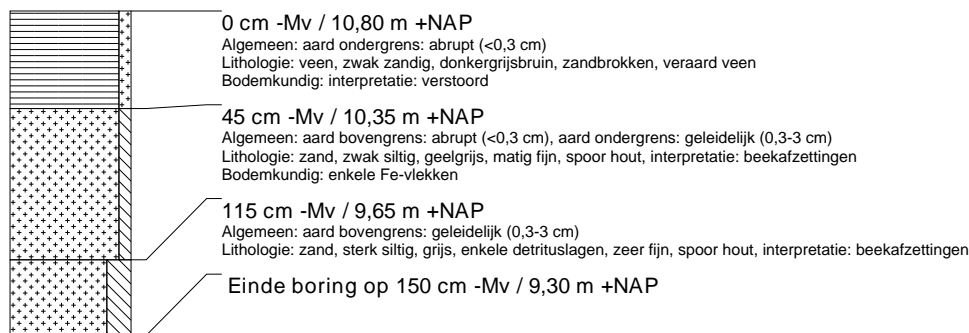 0 cm -Mv / 10,80 m +NAP
Algemeen: aard ondergrens: abrupt (<0,3 cm)
Lithologie: veen, zwak zandig, donkergrijsbruin, zandbrokken, veraard veen
Bodemkundig: interpretatie: verstoord
45 cm -Mv / 10,35 m +NAP
Algemeen: aard bovengrens: abrupt (<0,3 cm), aard ondergrens: geleidelijk (0,3-3 cm)
Lithologie: zand, zwak siltig, geelgrijs, matig fijn, spoor hout, interpretatie: beekafzettingen
Bodemkundig: enkele Fe-vlekken
115 cm -Mv / 9,65 m +NAP
Algemeen: aard bovengrens: geleidelijk (0,3-3 cm)
Lithologie: zand, sterk siltig, grijs, enkele detrituslagen, zeer fijn, spoor hout, interpretatie: beekafzettingen
Einde boring op 150 cm -Mv / 9,30 m +NAP